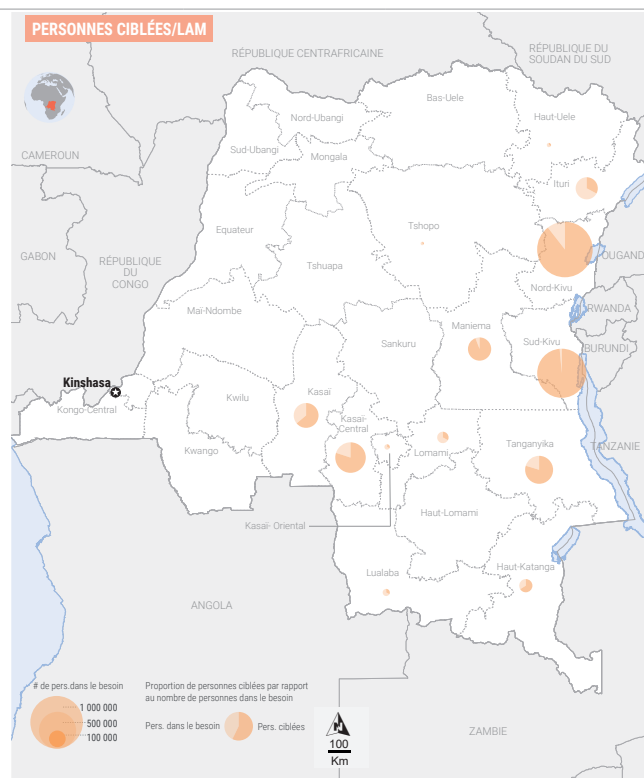 PERSONNES CIBLÉES/LAM
RÉPUBLIQUE CENTRAFRICAINE
RÉPUBLIQUE DU
SOUDAN DU SUD
Bas-Uele
Nord-Ubangi
Haut-Uele
Sud-Ubangi
CAMEROUN
Mongala
Ituri
Equateur
Tshopo
GABON
RÉPUBLIQUE
DU
CONGO
OUGAND
Tshuapa
Nord-Kivu
Maï-Ndombe
RWANDA
Maniema
Sankuru
Sud-Kivu
BURUNDI
Kinshasa
Kasaï
Kwilu
Kongo-Central
Kasaï-
Central
Tanganyika
TANZANIE
Lomami
Kwango
Haut-Lomami
Kasaï- Oriental
Lualaba
Haut-Katanga
ANGOLA
# de pers.dans le besoin
1 000 000
500 000
100 000
Proportion de personnes ciblées par rapport
au nombre de personnes dans le besoin
Pers. dans le besoin
Pers. ciblées
100
Km
ZAMBIE